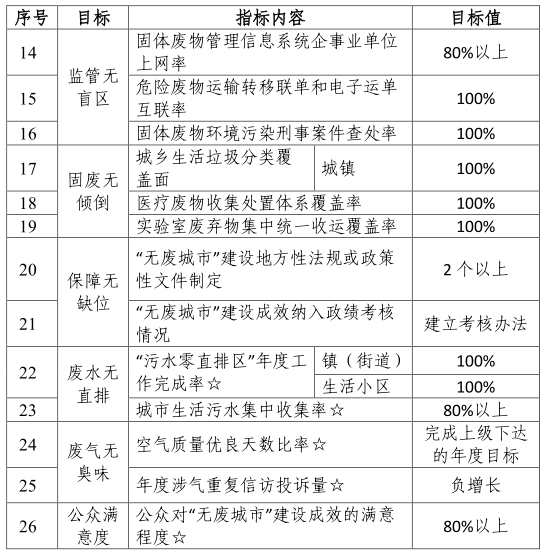 序号 目标 指标内容 目标值
14 监管无盲区 固体废物管理信息系统企事业单位 80%以上
上网率
15 危险废物运输转移联单和电子运单 100%
互联率
16 固体废物环境污染刑事案件查处率 100%
17 固废无倾倒 城乡生活垃圾分类覆 城镇 100%
盖面
18 医疗废物收集处置体系覆盖率 100%
19 实验室废弃物集中统一收运覆盖率 100%
20 保障无缺位 “无废城市”建设地方性法规或政策 2 个以上
性文件制定
21 “无废城市”建设成效纳入政绩考核 建立考核办法
情况
22 废水无直排 “污水零直排区”年度工 镇（街道） 100%
作完成率☆ 生活小区 100%
23 城市生活污水集中收集率☆ 80%以上
24 废气无臭味 空气质量优良天数比率☆ 完成上级下达
的年度目标
25 年度涉气重复信访投诉量☆ 负增长
26 公众满意度 公众对“无废城市”建设成效的满意 80%以上
程度☆